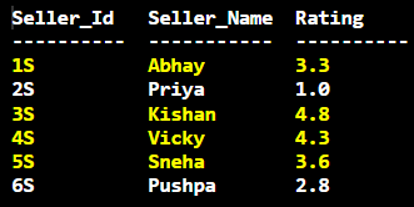 Seller_Id Seller_Name Rating
---------- ----------- ----------
1S Abhay 3.3
2S Priya 1.0
3S Kishan 4.8
4S Vicky 4.3
5S Sneha 3.6
6S Pushpa 2.8